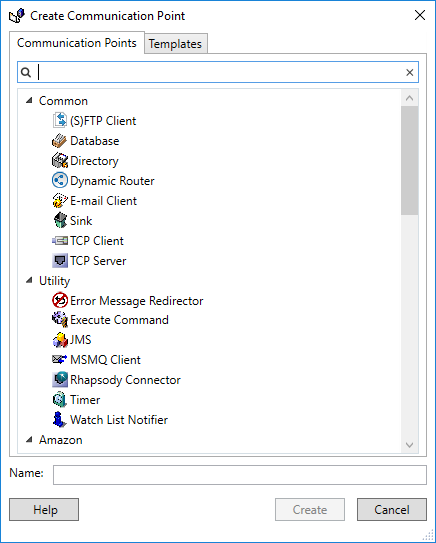 Create Communication Point
Communication Points Templates
Common
(S)FTP Client
Database
Directory
Dynamic Router
E-mail Client
Sink
TCP Client
TCP Server
Utility
Error Message Redirector
Execute Command
JMS
MSMQ Client
Rhapsody Connector
Timer
Watch List Notifier
Amazon
Name:
Help Create Cancel